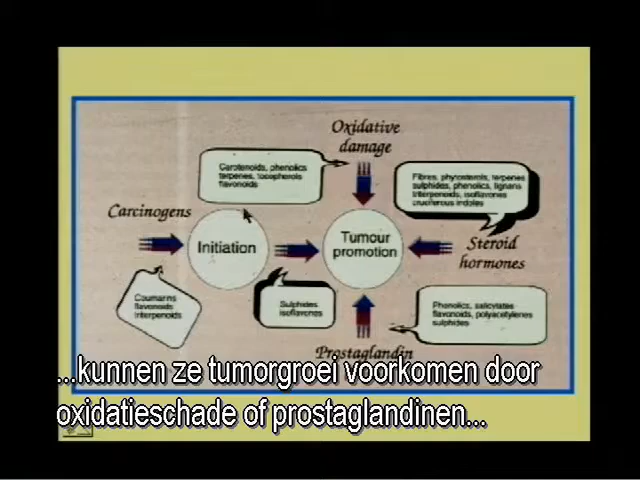 Oxidative
damage
Carotenoids, phenolics
terpenes, tocopherols
flavonoids
Fibres, phytosterols, terpenes
sulphides, phenolics, lignans
triterpenoids, isoflavones
cruciferous indoles
Carcinogens
Initiation
Tumour
promotion
Steroid
hormones
Coumarins
flavonoids
triterpenoids
Sulphides
isoflavones
Phenolics, salicylates
flavonoids, polyacetylenes
sulphides
Prostaglandin
...kunnen ze tumorgroei voorkomen door
oxidatieschade of prostaglandinen...